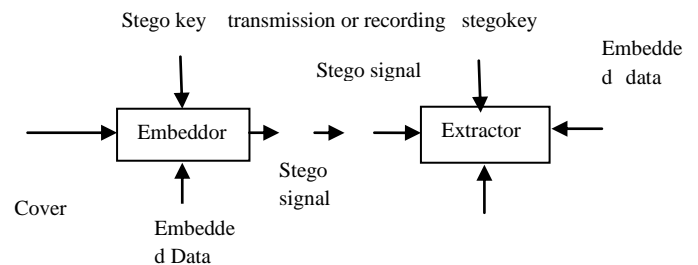 Stego key transmission or recording stegokey
Stego signal
Embedde
d data
Embeddor
Extractor
Stego
signal
Cover
Embedde
d Data